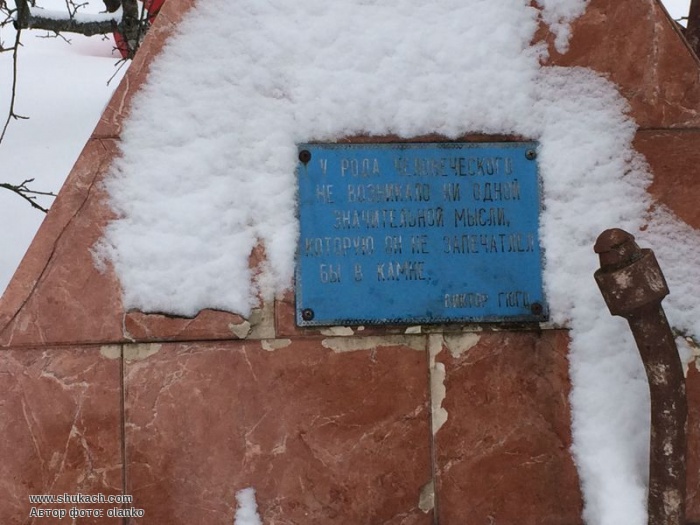 У РОДА ЧЕЛОВЕЧЕСКОГО
НЕ ВОЗНИКАЛО НИ ОДНОЙ
ЗНАЧИТЕЛЬНОЙ МЫСЛИ,
КОТОРУЮ ОН НЕ ЗАПЕЧАТЛЕЛ
БЫ В КАМНЕ.
ВИКТОР ГЮГО
www.shukach.com
Автор фото: olanko